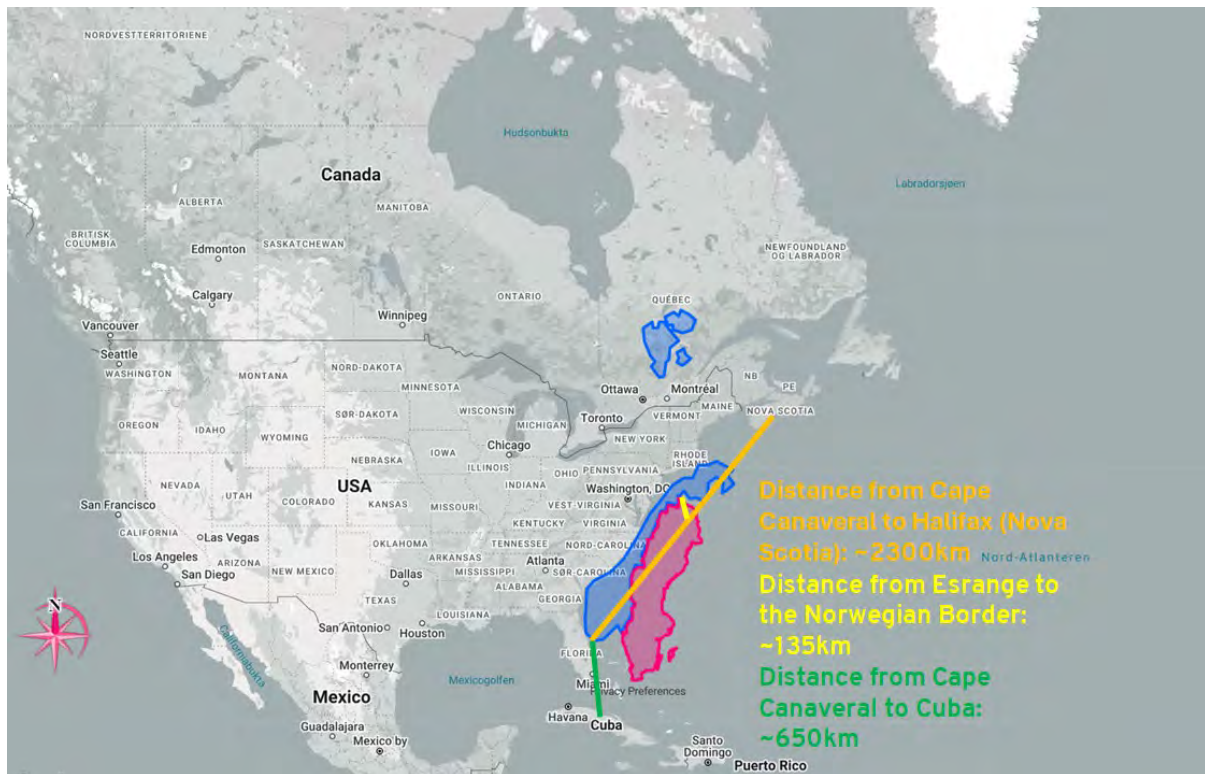 NORDVESTTERRITORIENE
Hudsonbukta
Canada
Labradorsjøen
ALBERTA
MANITOBA
BRITISK
COLUMBIA
Edmonton
SASKATCHEWAN
NEWFOUNDLAND
OG LABRADOR
Calgary
ONTARIO
QUÉBEC
Vancouver
Winnipeg
Seattle
WASHINGTON
MONTANA
NORD-DAKOTA
MINNESOTA
Ottawa
Montréal
NB
PE
MAINE
NOVA SCOTIA
OREGON
IDAHO
WYOMING
SØR-DAKOTA
WISCONSIN
MICHIGAN
Toronto
VERMONT
NEW YORK
NEBRASKA
IOWA
Chicago
ILLINOIS
INDIANA
OHIO
PENNSYLVANIA
RHODE
ISLAND
NEVADA
UTAH
COLORADO
USA
KANSAS
MISSOURI
Washington, DC
VEST-VIRGINIA
KENTUCKY
VIRGINIA
San Francisco
CALIFORNIA
Las Vegas
Los Angeles
ARIZONA
NEW MEXICO
San Diego
OKLAHOMA
ARKANSAS
TENNESSEE
NORD-CAROLINA
Atlanta
SØR-CAROLINA
MISSISSIPPI
ALABAMA
GEORGIA
Dallas
TEXAS
LOUISIANA
San Antonio
Houston
FLORIDA
Miami
Privacy Preferences
N
Californiabukta
Monterrey
Mexicogolfen
Mexico
Guadalajara
Mexico by
Havana
Cuba
Santo
Domingo
Puerto Rico
Nord-Atlanteren
Distance from Cape
Canaveral to Halifax (Nova
Scotia): ~2300km
Distance from Esrange to
the Norwegian Border:
~135km
Distance from Cape
Canaveral to Cuba:
~650km